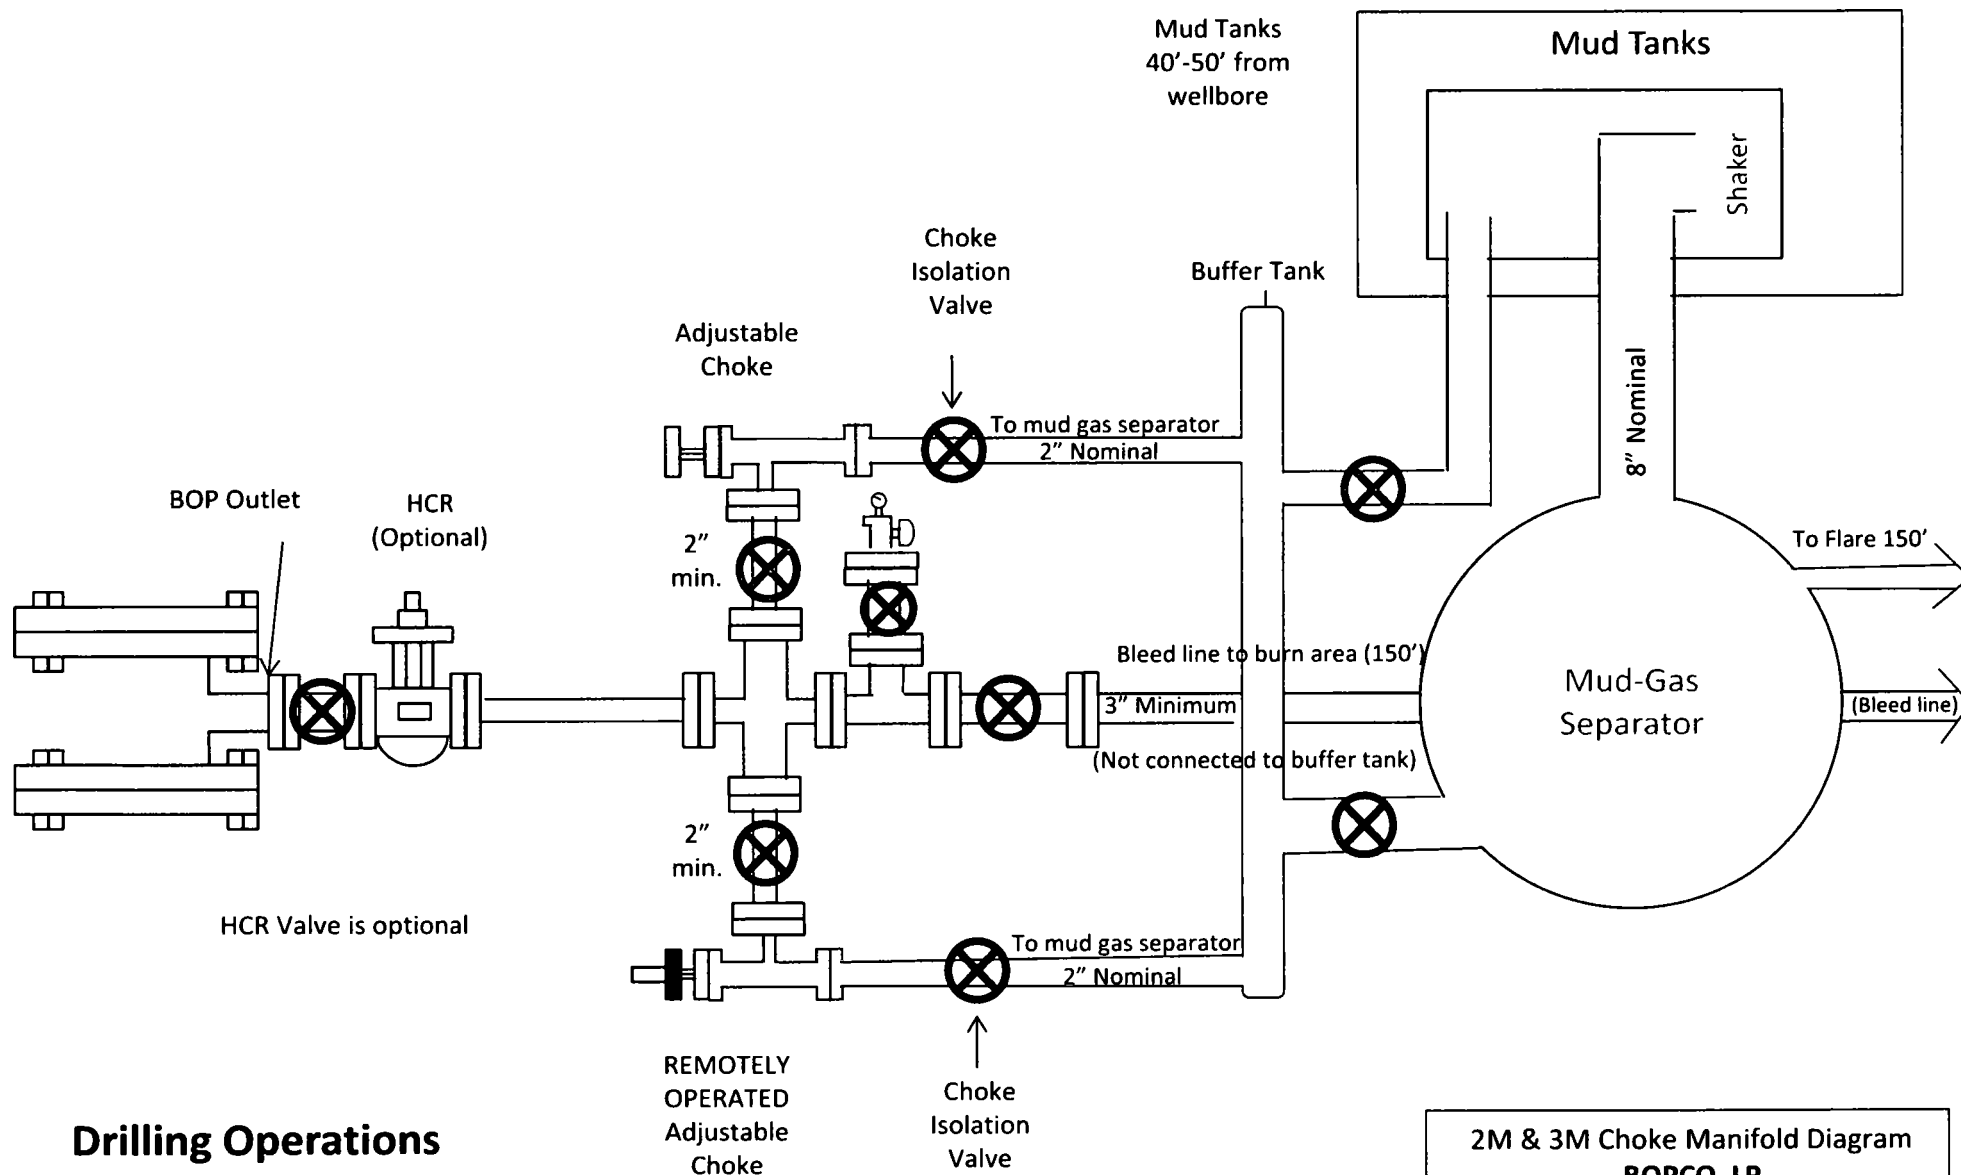 Mud Tanks
40’-50’ from
wellbore
Mud Tanks
Shaker
Choke
Isolation
Valve
Buffer Tank
Adjustable
Choke
8” Nominal
To mud gas separator
2” Nominal
BOP Outlet
HCR
(Optional)
2”
min.
To Flare 150’
Bleed line to burn area (150’)
Mud-Gas
Separator
3” Minimum
(Bleed line)
(Not connected to buffer tank)
2”
min.
HCR Valve is optional
To mud gas separator
2” Nominal
REMOTELY
OPERATED
Adjustable
Choke
Choke
Isolation
Valve
Drilling Operations
2M & 3M Choke Manifold Diagram
BOPCO, LP